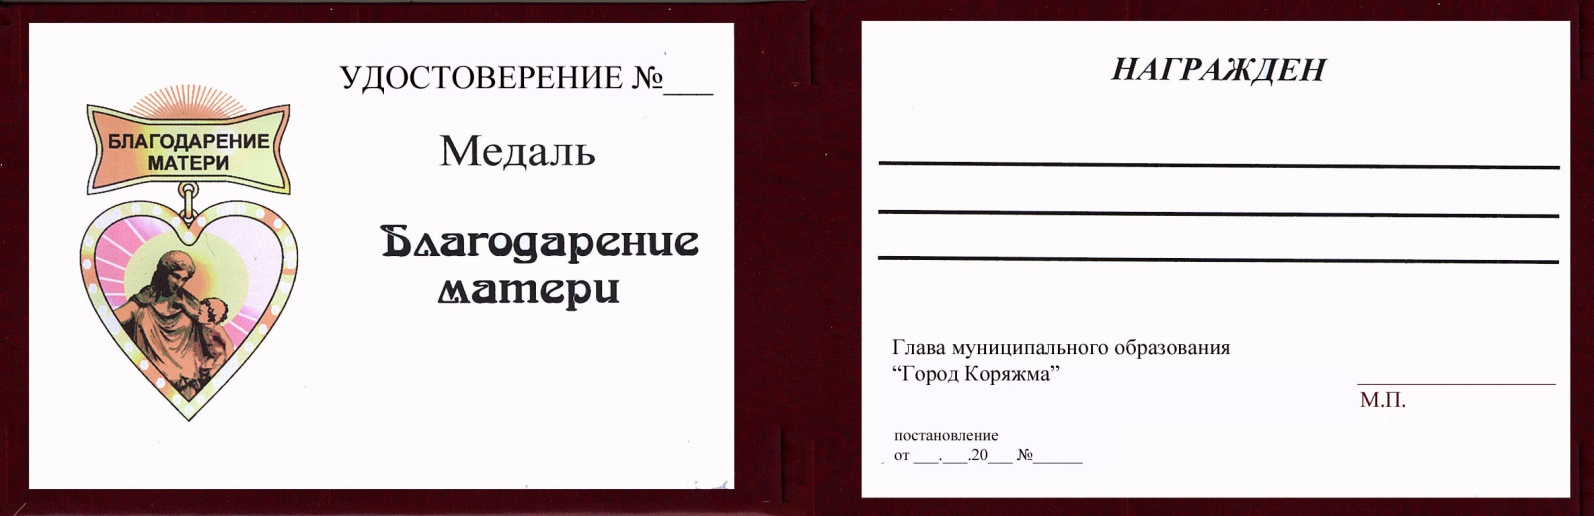 УДОСТОВЕРЕНИЕ №___
БЛАГОДАРЕНИЕ
МАТЕРИ
Медаль
Благодарение
матери
НАГРАЖДЕН
Глава муниципального образования
“Город Коряжма”
М.П.
постановление
от ___.___.20___ №______